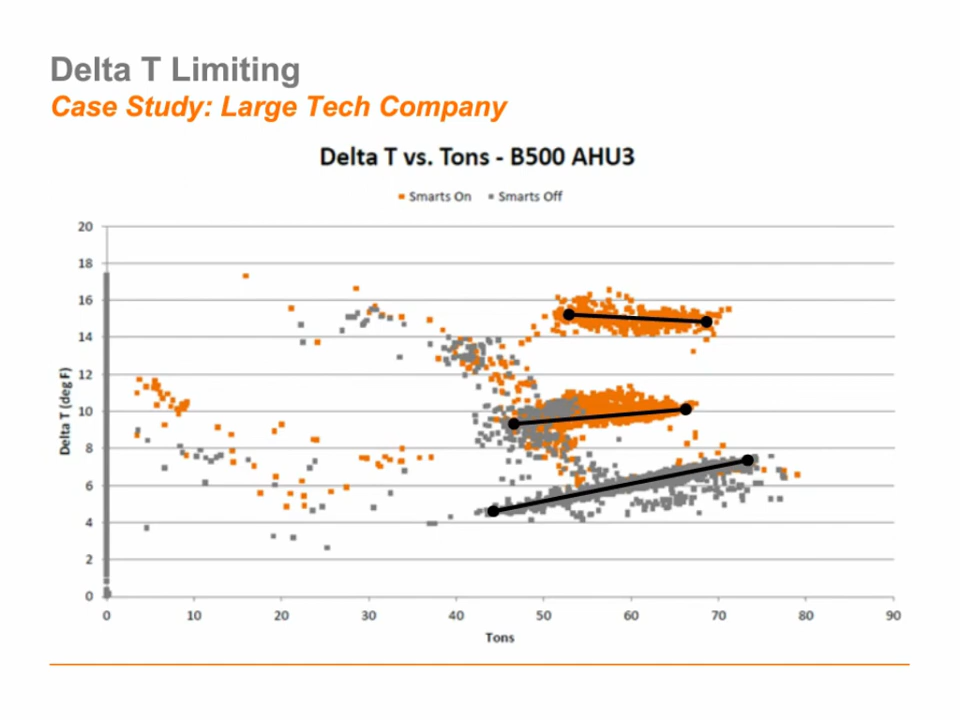 Delta T Limiting
Case Study: Large Tech Company
Delta T vs. Tons - B500 AHU3
Smarts On Smarts Off
Delta T (deg F)
20
18
16
14
12
10
8
6
4
2
0
0 10 20 30 40 50 60 70 80 90
Tons